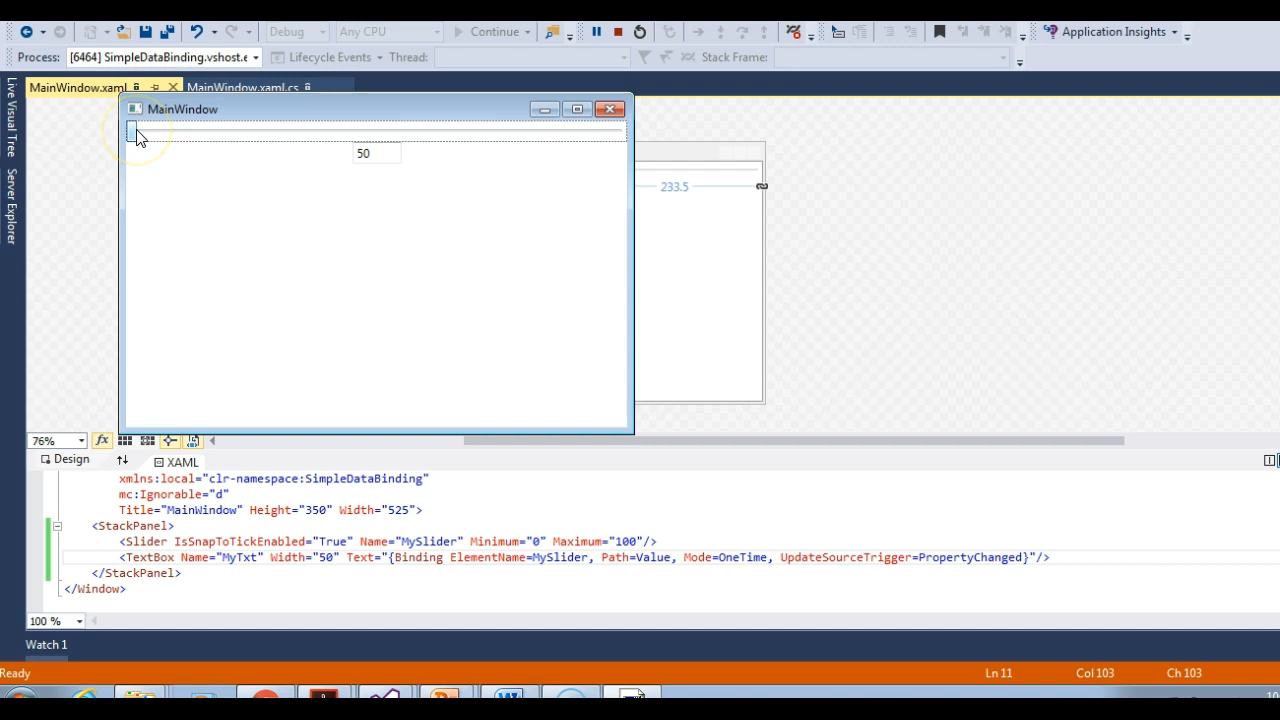 Debug Any CPU Continue Application Insights
Process: [6464] SimpleDataBinding.vshost.e Lifecycle Events Thread: Stack Frame:
MainWindow.xaml MainWindow.xaml.cs
Live Visual Tree
Server Explorer
MainWindow
50
233.5
76% fx
Design XAML
xmlns:local="clr-namespace:SimpleDataBinding"
mc:Ignorable="d"
Title="MainWindow" Height="350" Width="525">
<StackPanel>
<Slider IsSnapToTickEnabled="True" Name="MySlider" Minimum="0" Maximum="100"/>
<TextBox Name="MyTxt" Width="50" Text="{Binding ElementName=MySlider, Path=Value, Mode=OneTime, UpdateSourceTrigger=PropertyChanged}"/>
</StackPanel>
</Window>
100 %
Watch 1
Ready Ln 11 Col 103 Ch 103